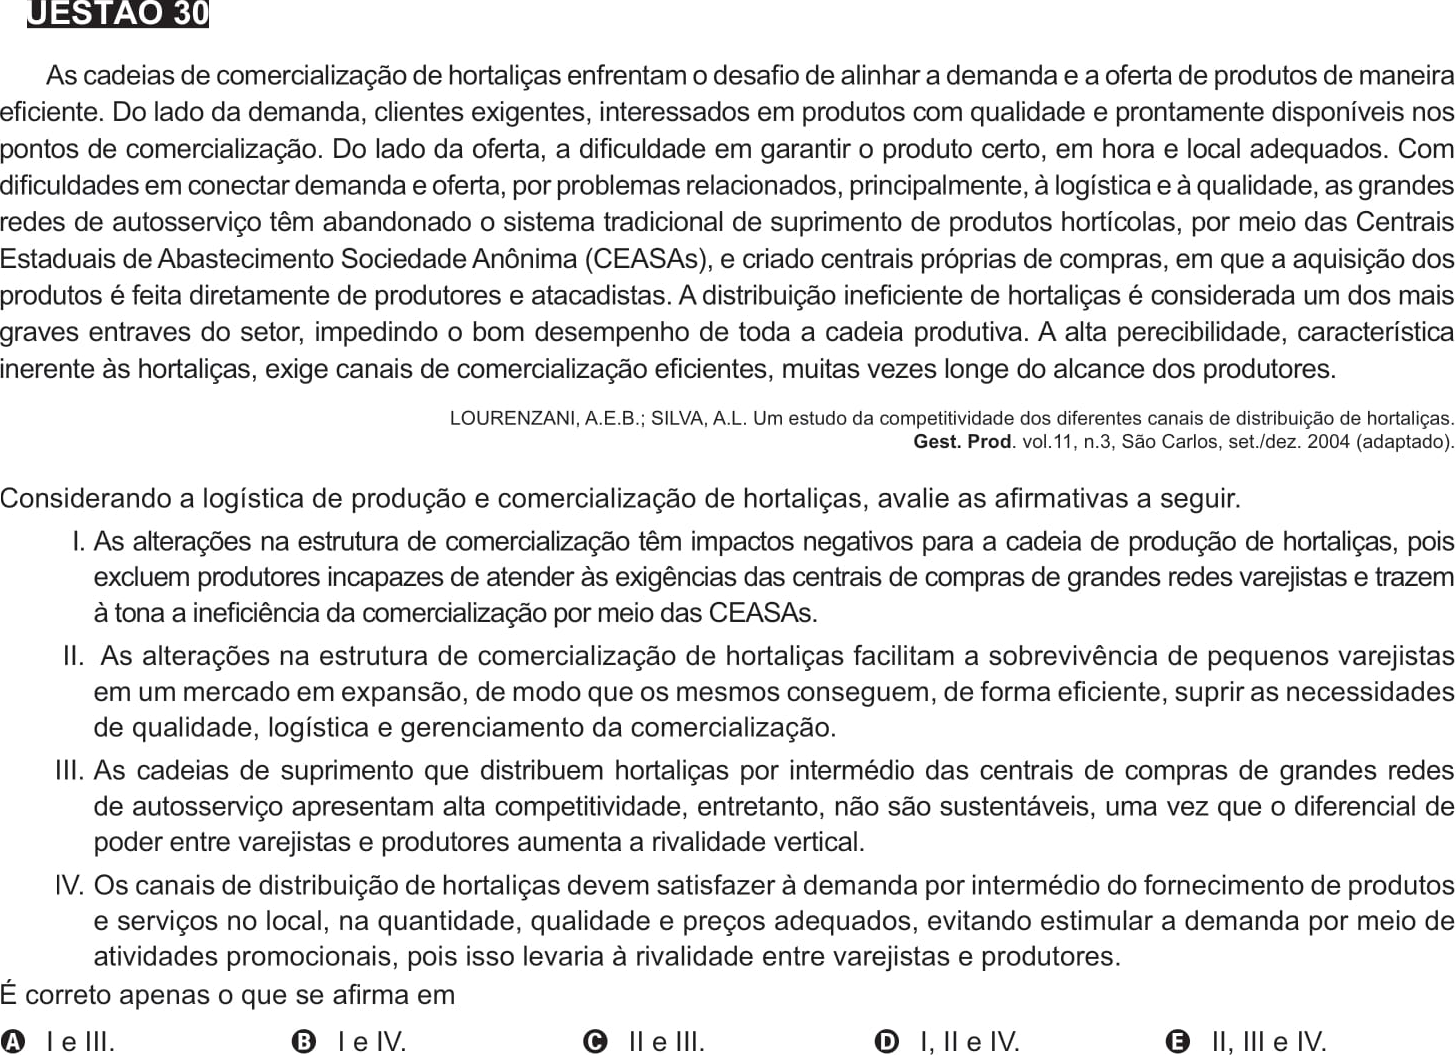 UESTÃO 30
As cadeias de comercialização de hortaliças enfrentam o desafio de alinhar a demanda e a oferta de produtos de maneira
eficiente. Do lado da demanda, clientes exigentes, interessados em produtos com qualidade e prontamente disponíveis nos
pontos de comercialização. Do lado da oferta, a dificuldade em garantir o produto certo, em hora e local adequados. Com
dificuldades em conectar demanda e oferta, por problemas relacionados, principalmente, à logística e à qualidade, as grandes
redes de autosserviço têm abandonado o sistema tradicional de suprimento de produtos hortícolas, por meio das Centrais
Estaduais de Abastecimento Sociedade Anônima (CEASAs), e criado centrais próprias de compras, em que a aquisição dos
produtos é feita diretamente de produtores e atacadistas. A distribuição ineficiente de hortaliças é considerada um dos mais
graves entraves do setor, impedindo o bom desempenho de toda a cadeia produtiva. A alta perecibilidade, característica
inerente às hortaliças, exige canais de comercialização eficientes, muitas vezes longe do alcance dos produtores.
LOURENZANI, A.E.B.; SILVA, A.L. Um estudo da competitividade dos diferentes canais de distribuição de hortaliças.
Gest. Prod. vol.11, n.3, São Carlos, set./dez. 2004 (adaptado).
Considerando a logística de produção e comercialização de hortaliças, avalie as afirmativas a seguir.
I. As alterações na estrutura de comercialização têm impactos negativos para a cadeia de produção de hortaliças, pois
excluem produtores incapazes de atender às exigências das centrais de compras de grandes redes varejistas e trazem
à tona a ineficiência da comercialização por meio das CEASAs.
II. As alterações na estrutura de comercialização de hortaliças facilitam a sobrevivência de pequenos varejistas
em um mercado em expansão, de modo que os mesmos conseguem, de forma eficiente, suprir as necessidades
de qualidade, logística e gerenciamento da comercialização.
III. As cadeias de suprimento que distribuem hortaliças por intermédio das centrais de compras de grandes redes
de autosserviço apresentam alta competitividade, entretanto, não são sustentáveis, uma vez que o diferencial de
poder entre varejistas e produtores aumenta a rivalidade vertical.
IV. Os canais de distribuição de hortaliças devem satisfazer à demanda por intermédio do fornecimento de produtos
e serviços no local, na quantidade, qualidade e preços adequados, evitando estimular a demanda por meio de
atividades promocionais, pois isso levaria à rivalidade entre varejistas e produtores.
É correto apenas o que se afirma em
A I e III. B I e IV. C II e III. D I, II e IV. E II, III e IV.